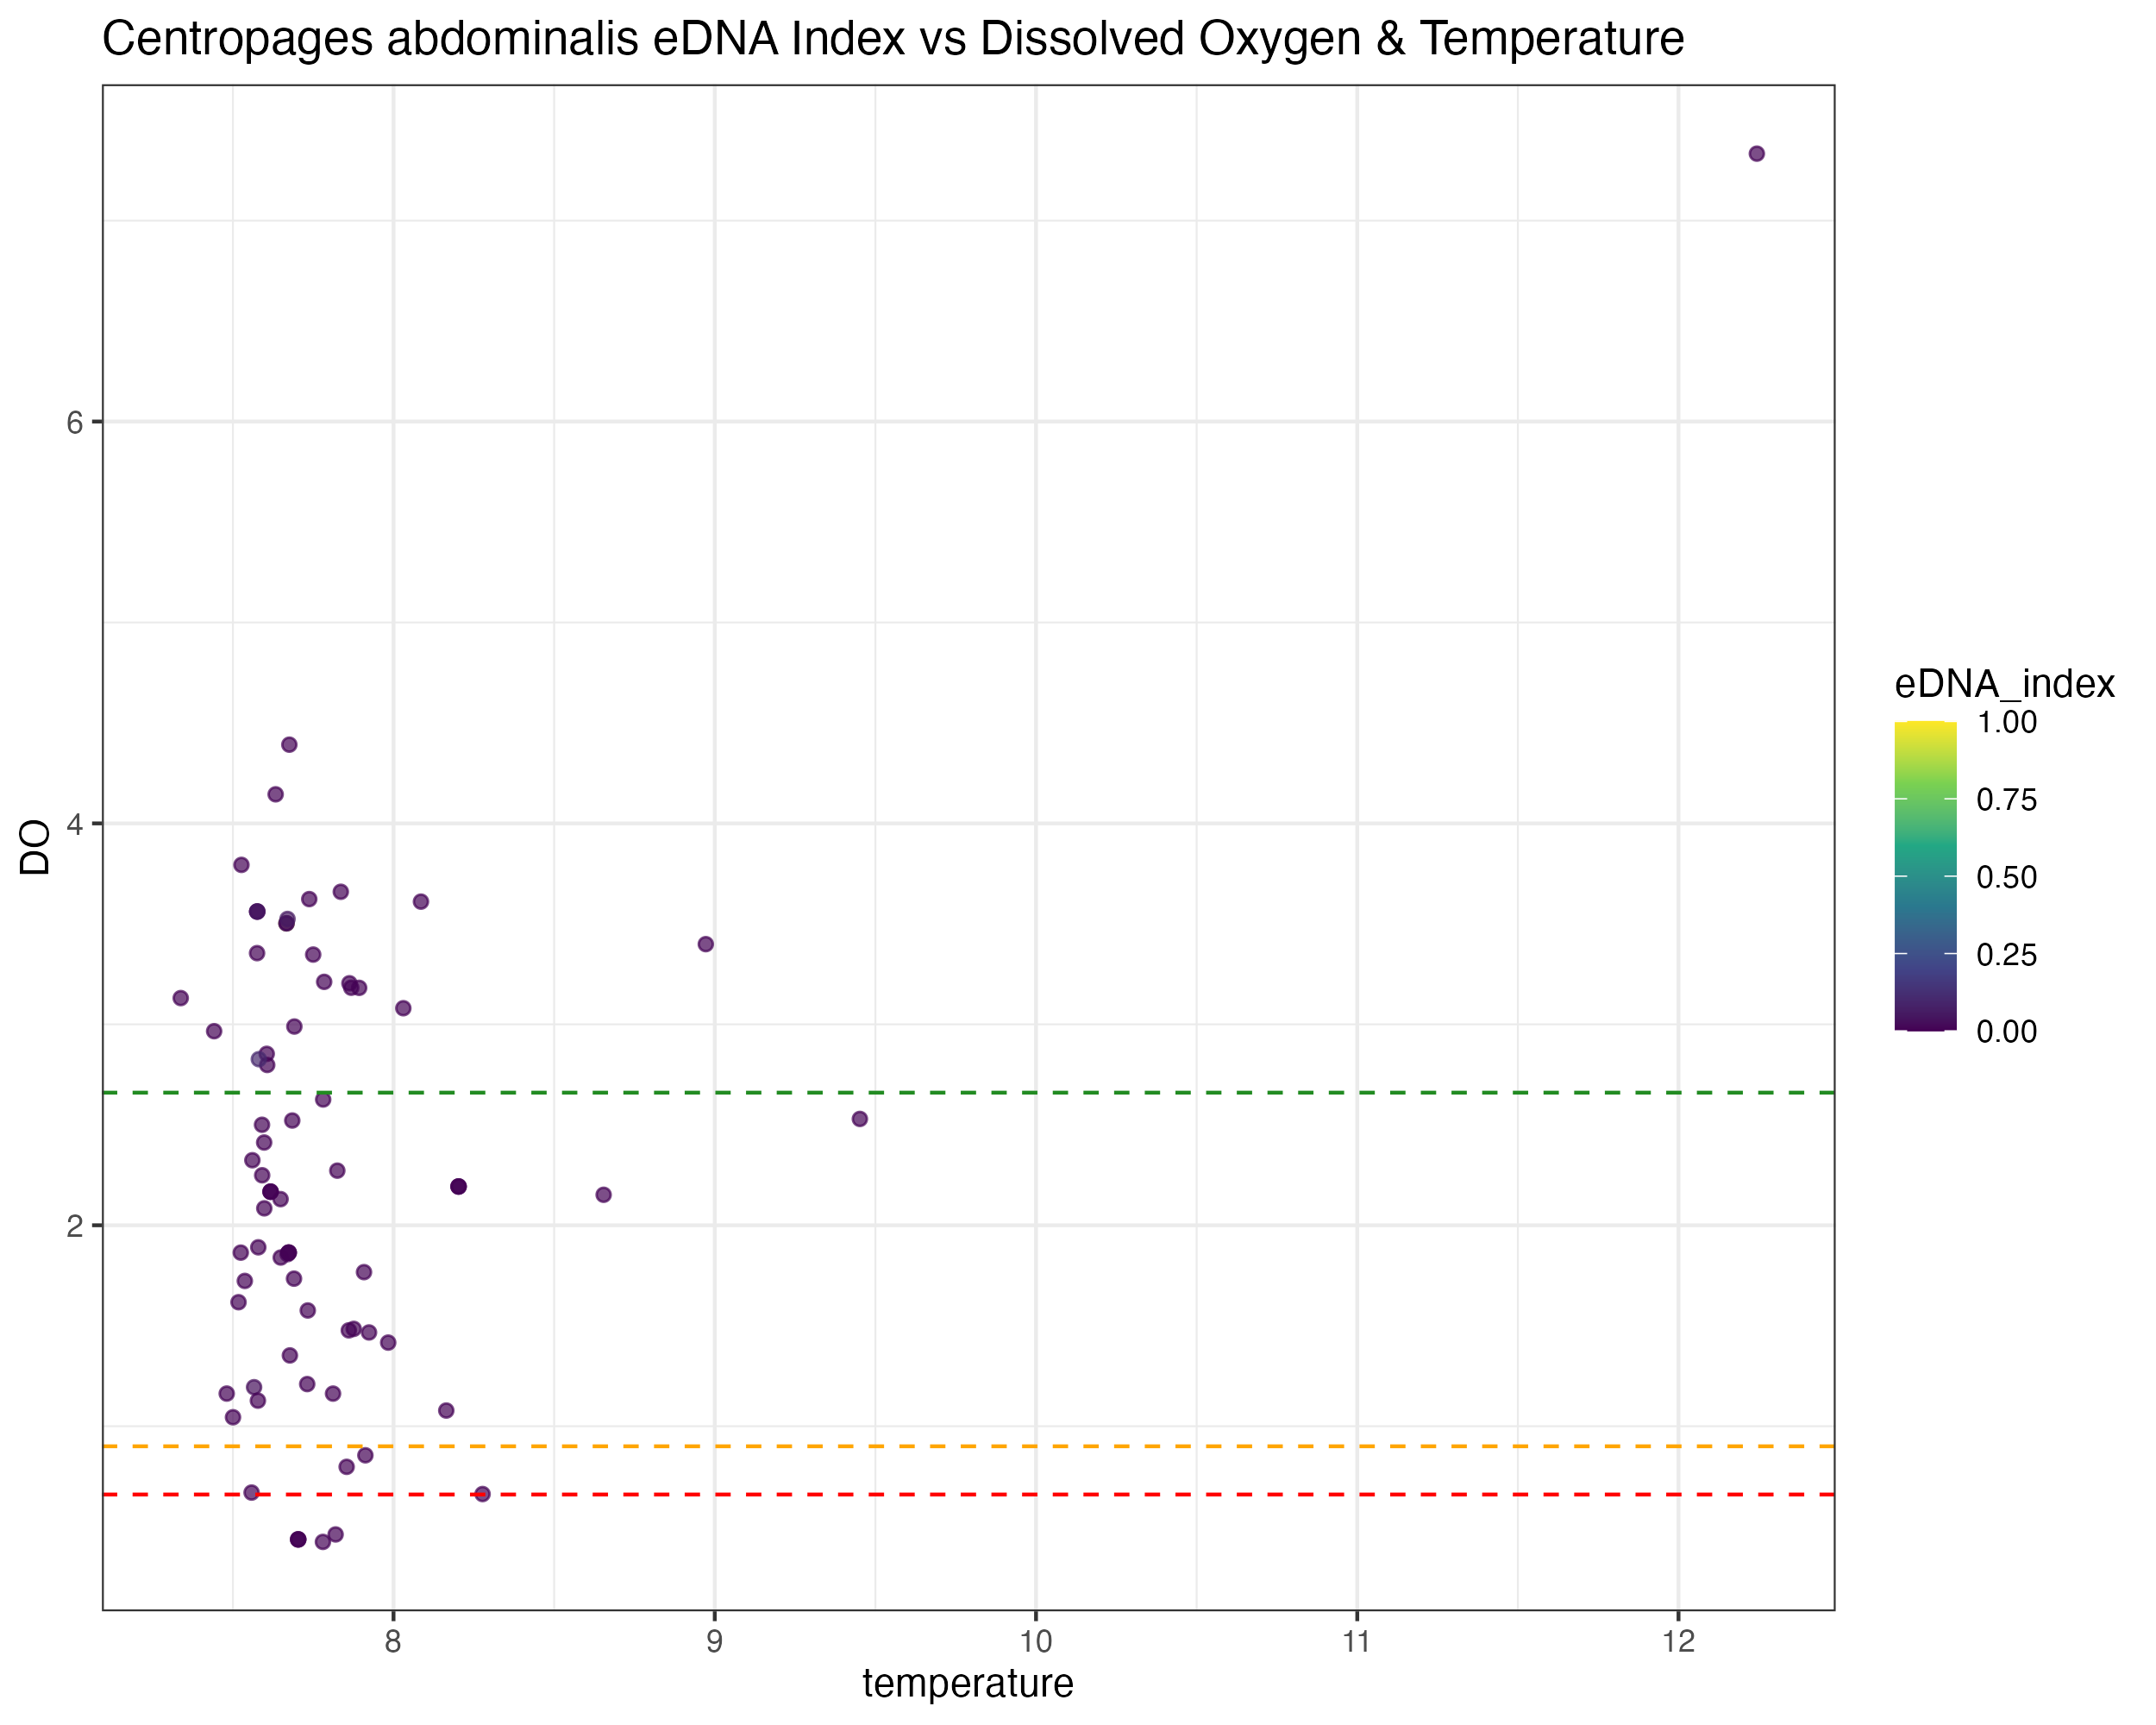 Centropages abdominalis eDNA Index vs Dissolved Oxygen & Temperature
DO
6
4
2
8 9 10 11 12
temperature
eDNA_index
1.00
0.75
0.50
0.25
0.00